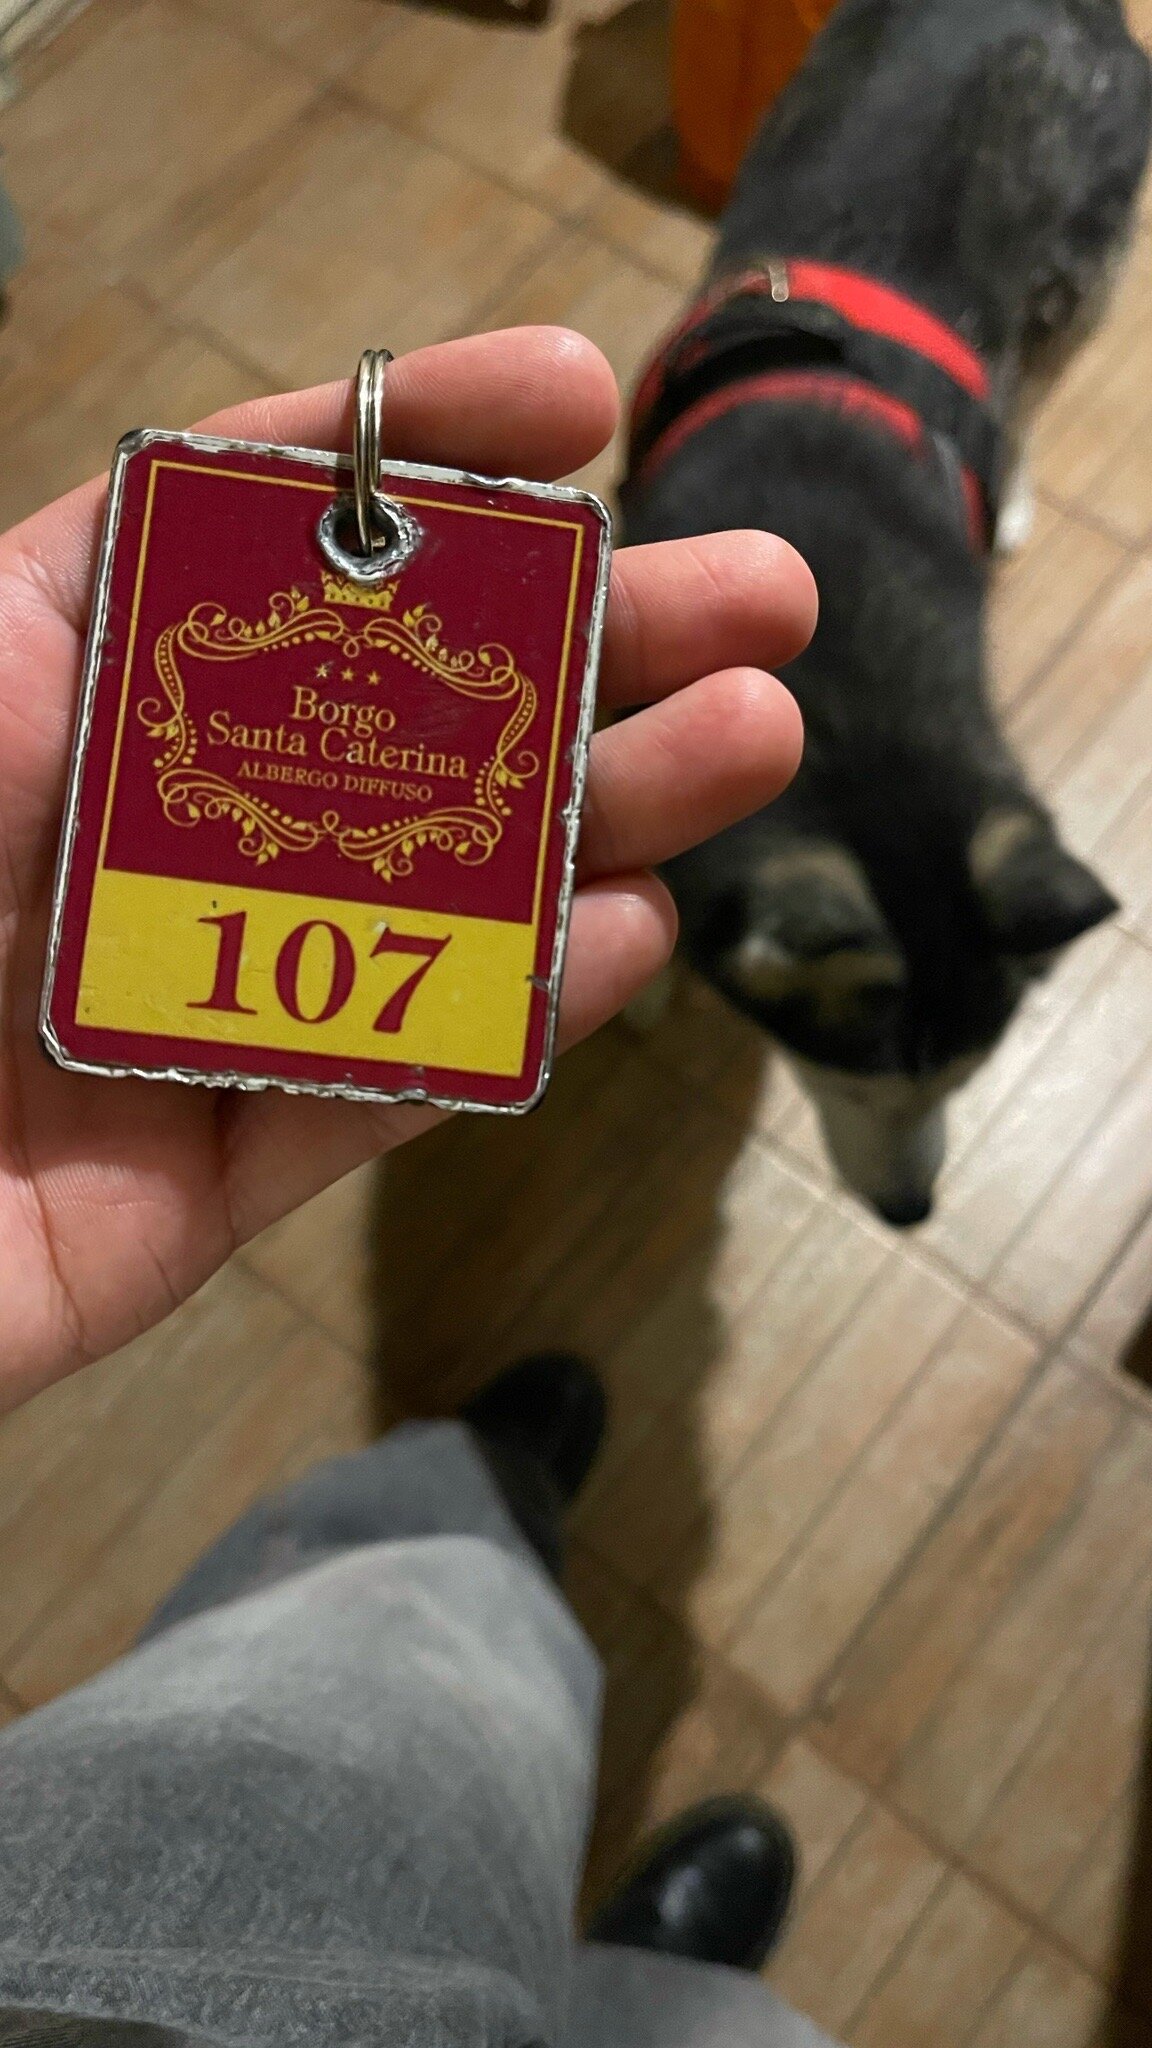 Borgo
Santa Caterina
ALBERGO DIFFUSO
107